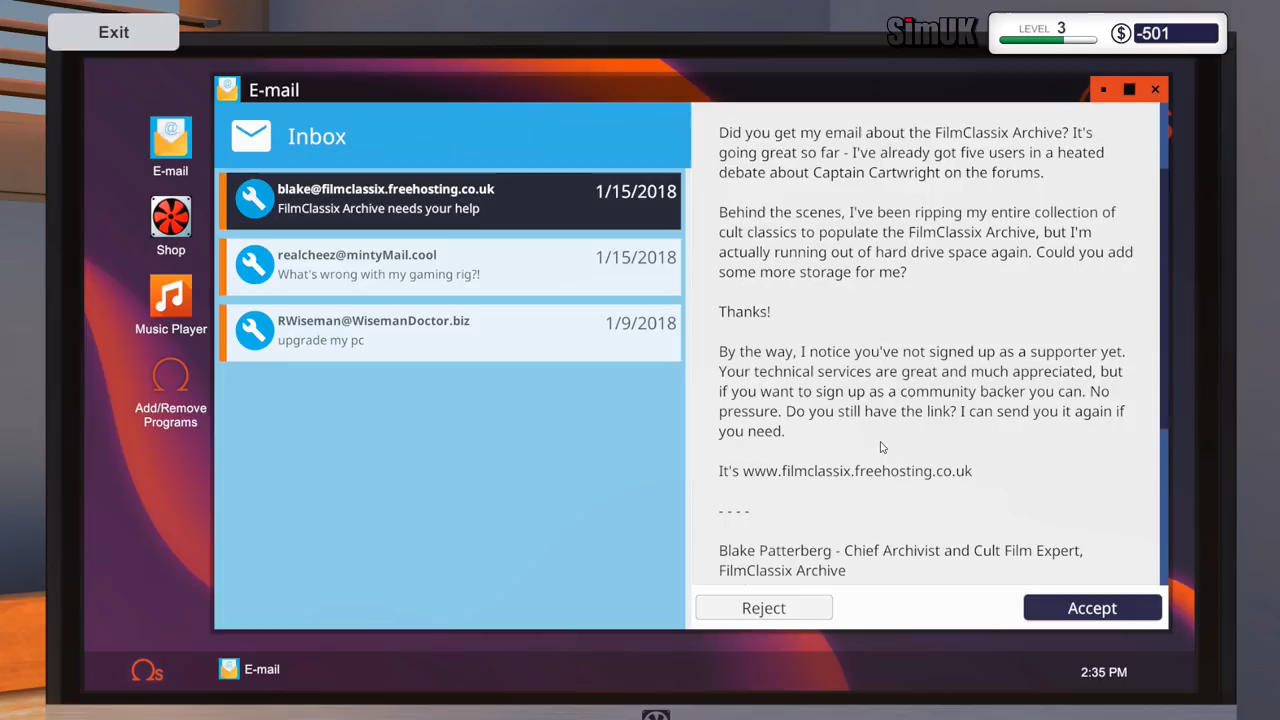 Exit
SimUK
LEVEL 3
$ -501
E-mail
Inbox
blake@filmclassix.freehosting.co.uk 1/15/2018
FilmClassix Archive needs your help
realcheez@mintyMail.cool 1/15/2018
What's wrong with my gaming rig?!
RWiseman@WisemanDoctor.biz 1/9/2018
upgrade my pc
E-mail
Shop
Music Player
Add/Remove
Programs
Did you get my email about the FilmClassix Archive? It's
going great so far - I've already got five users in a heated
debate about Captain Cartwright on the forums.
Behind the scenes, I've been ripping my entire collection of
cult classics to populate the FilmClassix Archive, but I'm
actually running out of hard drive space again. Could you add
some more storage for me?
Thanks!
By the way, I notice you've not signed up as a supporter yet.
Your technical services are great and much appreciated, but
if you want to sign up as a community backer you can. No
pressure. Do you still have the link? I can send you it again if
you need.
It's www.filmclassix.freehosting.co.uk
- - - -
Blake Patterberg - Chief Archivist and Cult Film Expert,
FilmClassix Archive
Reject
Accept
Ωs
E-mail
2:35 PM